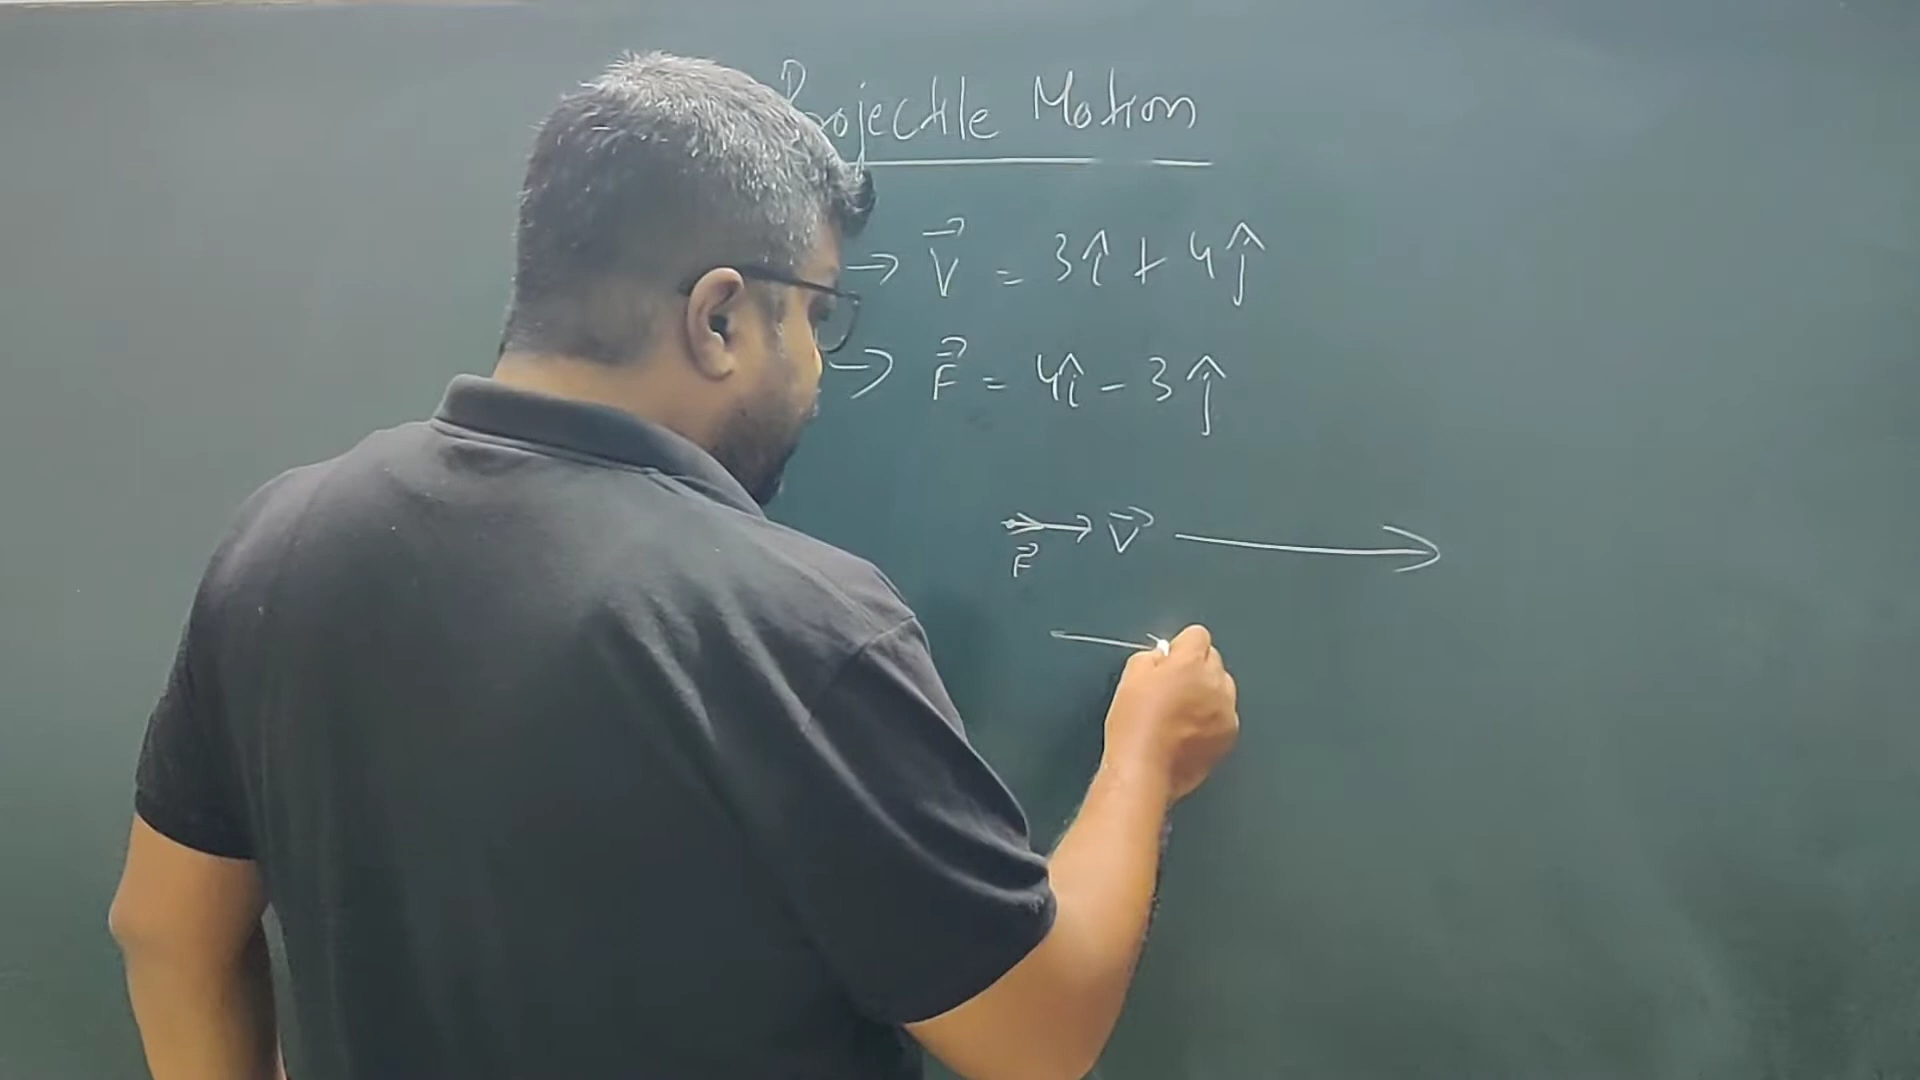 Projectile Motion
→ V⃗ = 3î + 4ĵ
→ F⃗ = 4î - 3ĵ
V⃗
F⃗